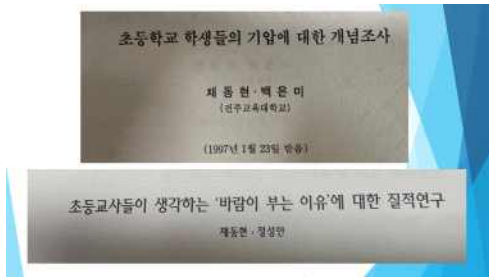 초등학교 학생들의 기압에 대한 개념조사
채동현·백은미
(전주교육대학교)
(1997년 1월 23일 받음)
초등교사들이 생각하는 '바람이 부는 이유'에 대한 질적연구
채동현·정성안